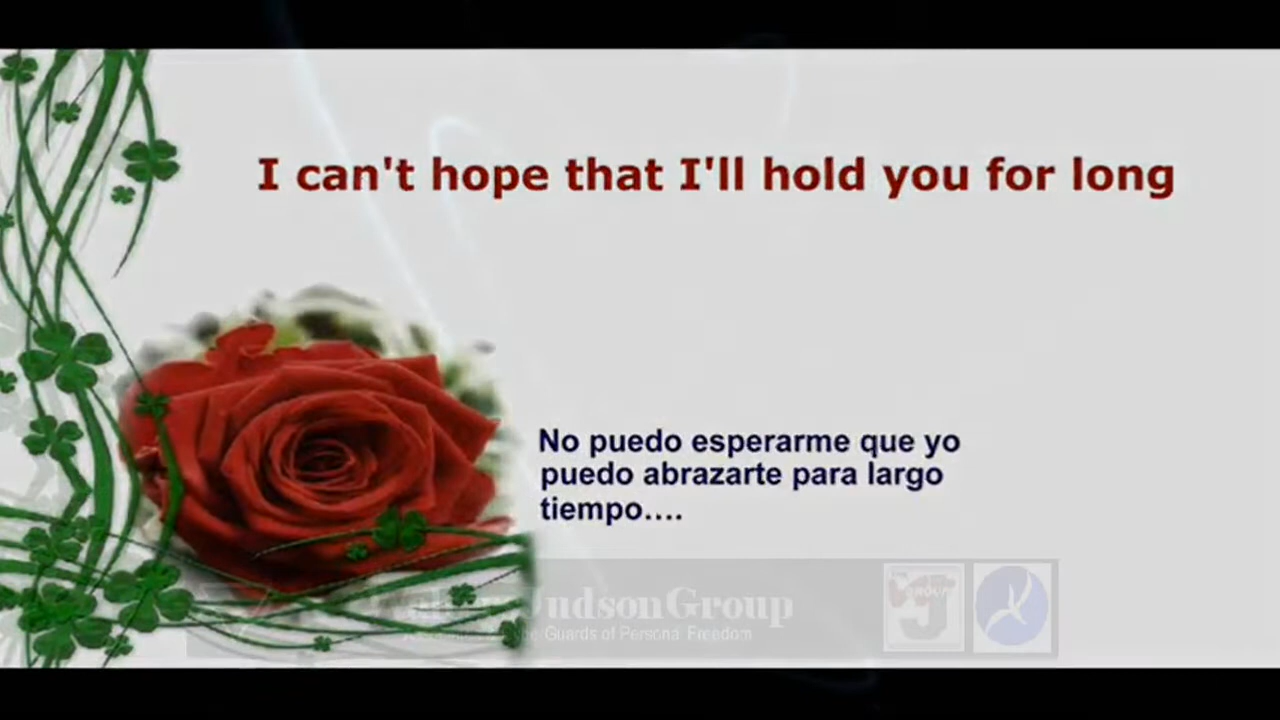 I can't hope that I'll hold you for long
No puedo esperarme que yo
puedo abrazarte para largo
tiempo....
JudsonGroup
Guards of Personal Freedom